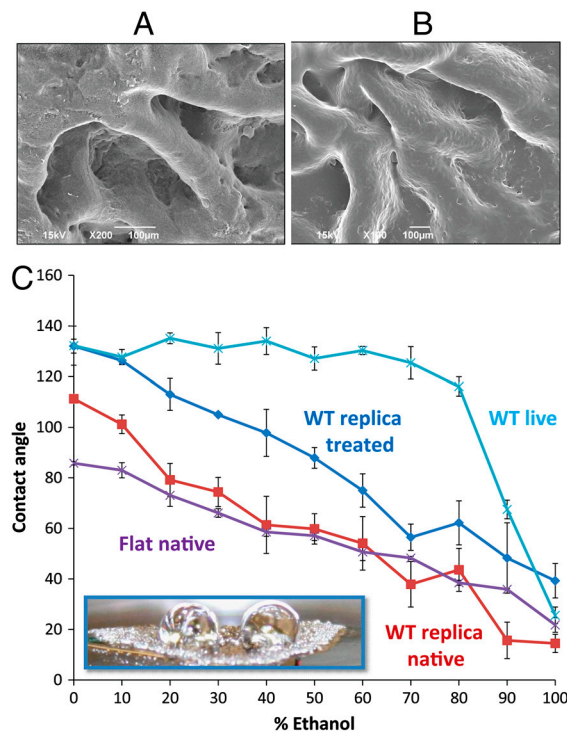 A
B
15kV X200 100µm
15kV X100 100µm
C
160
140
120
100
80
60
40
20
0
Contact angle
WT replica
treated
WT live
Flat native
WT replica
native
0 10 20 30 40 50 60 70 80 90 100
% Ethanol